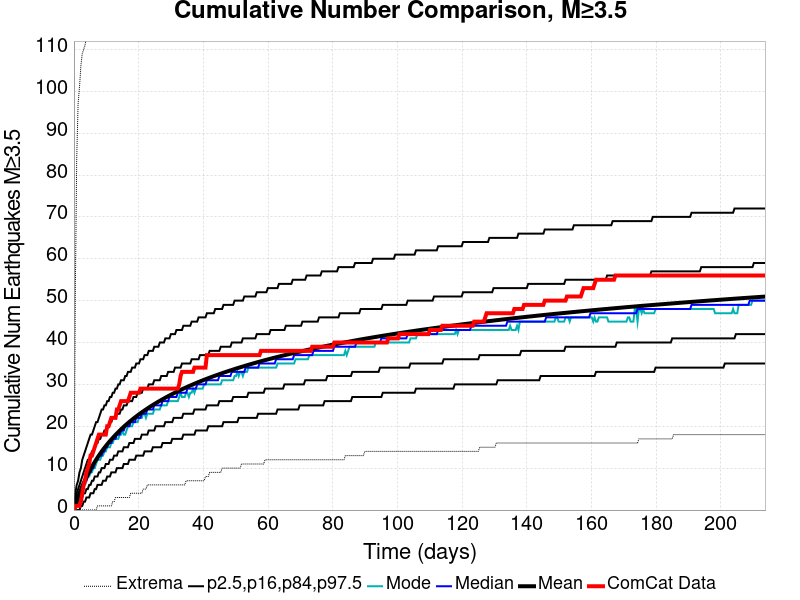 Cumulative Number Comparison, M≥3.5
Cumulative Num Earthquakes M≥3.5
110
100
90
80
70
60
50
40
30
20
10
0
0 20 40 60 80 100 120 140 160 180 200
Time (days)
Extrema p2.5,p16,p84,p97.5 Mode Median Mean ComCat Data